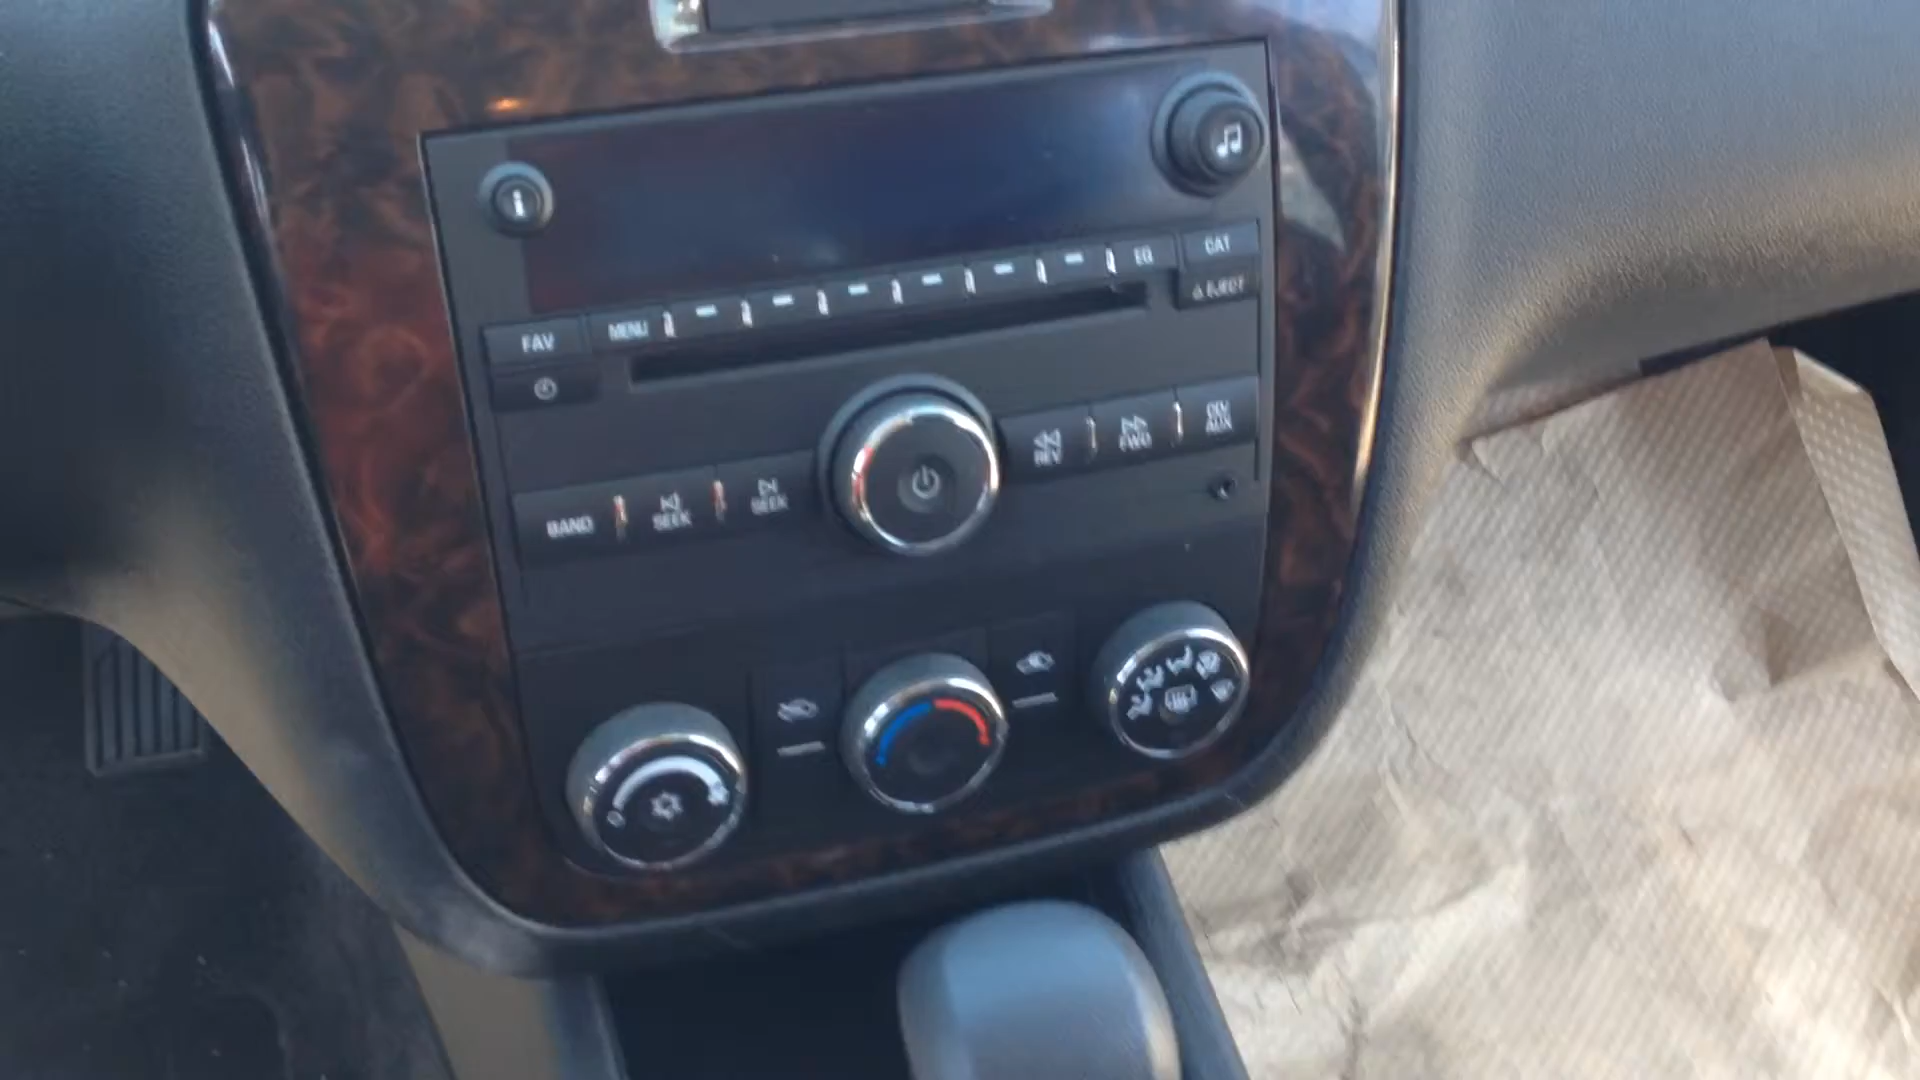 i
EQ
CAT
EJECT
MENU
FAV
REV
FWD
AUX
BAND
SEEK
SEEK